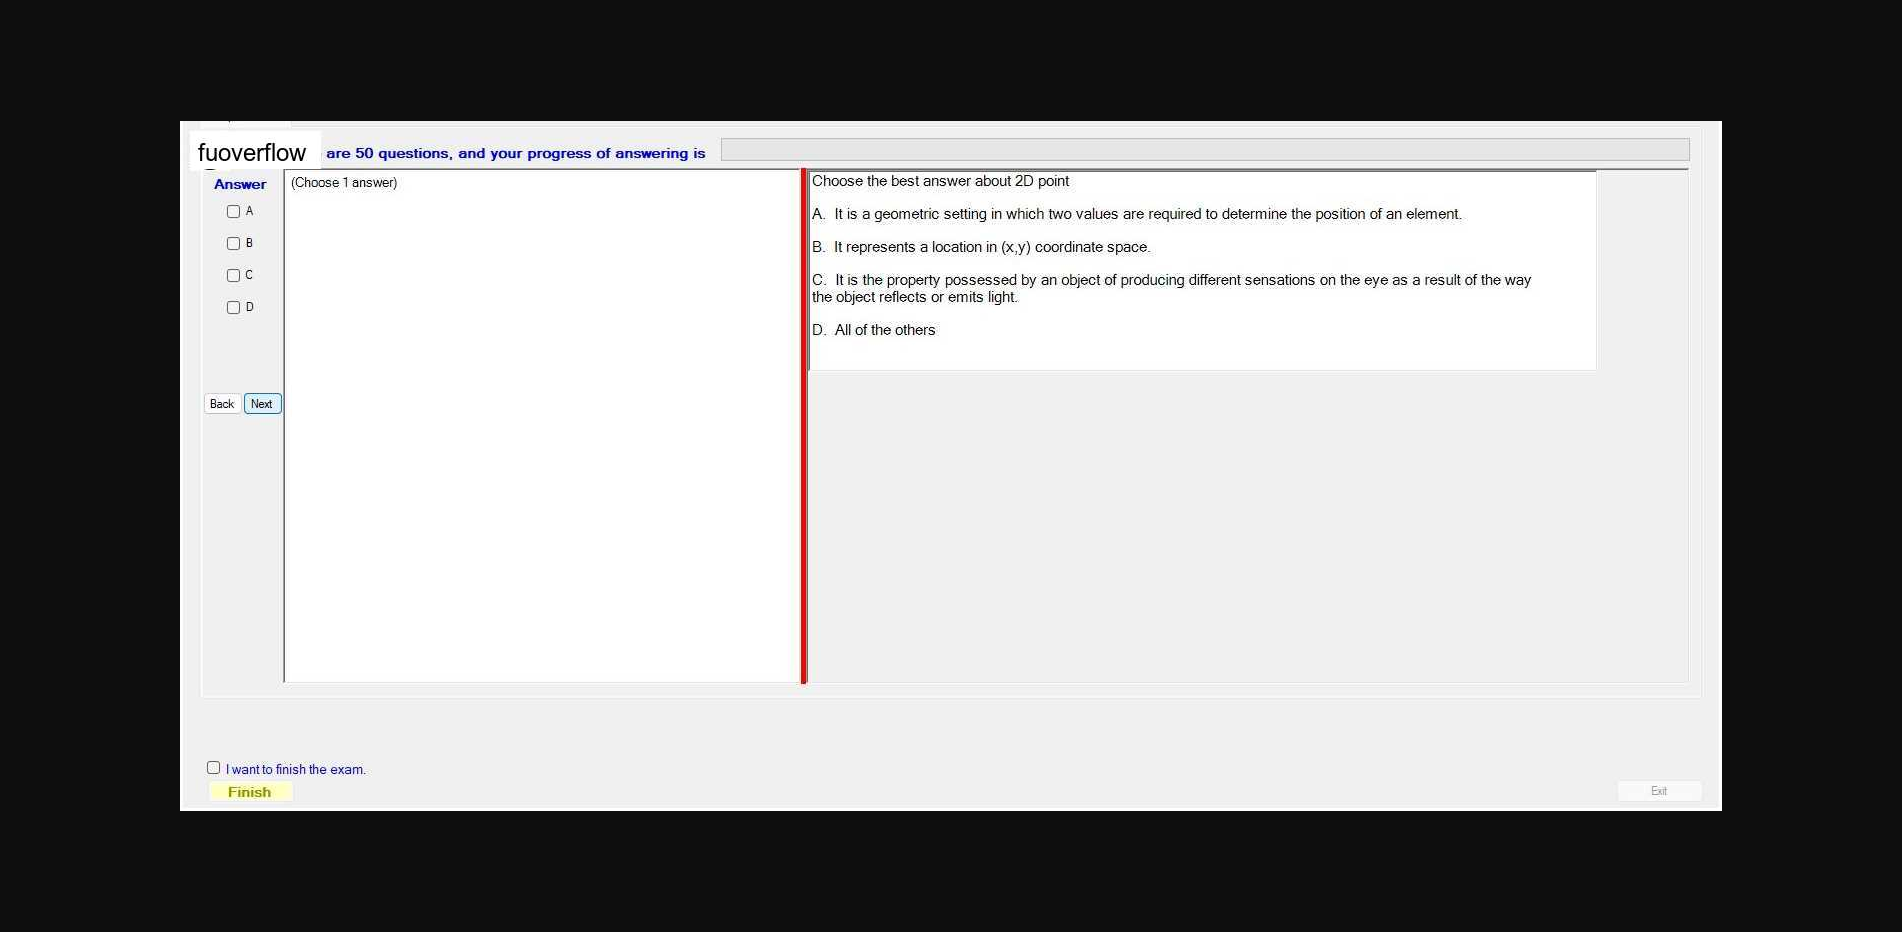 fuoverflow are 50 questions, and your progress of answering is
Answer
(Choose 1 answer)
A
B
C
D
Back Next
Choose the best answer about 2D point
A. It is a geometric setting in which two values are required to determine the position of an element.
B. It represents a location in (x,y) coordinate space.
C. It is the property possessed by an object of producing different sensations on the eye as a result of the way
the object reflects or emits light.
D. All of the others
I want to finish the exam.
Finish
Exit